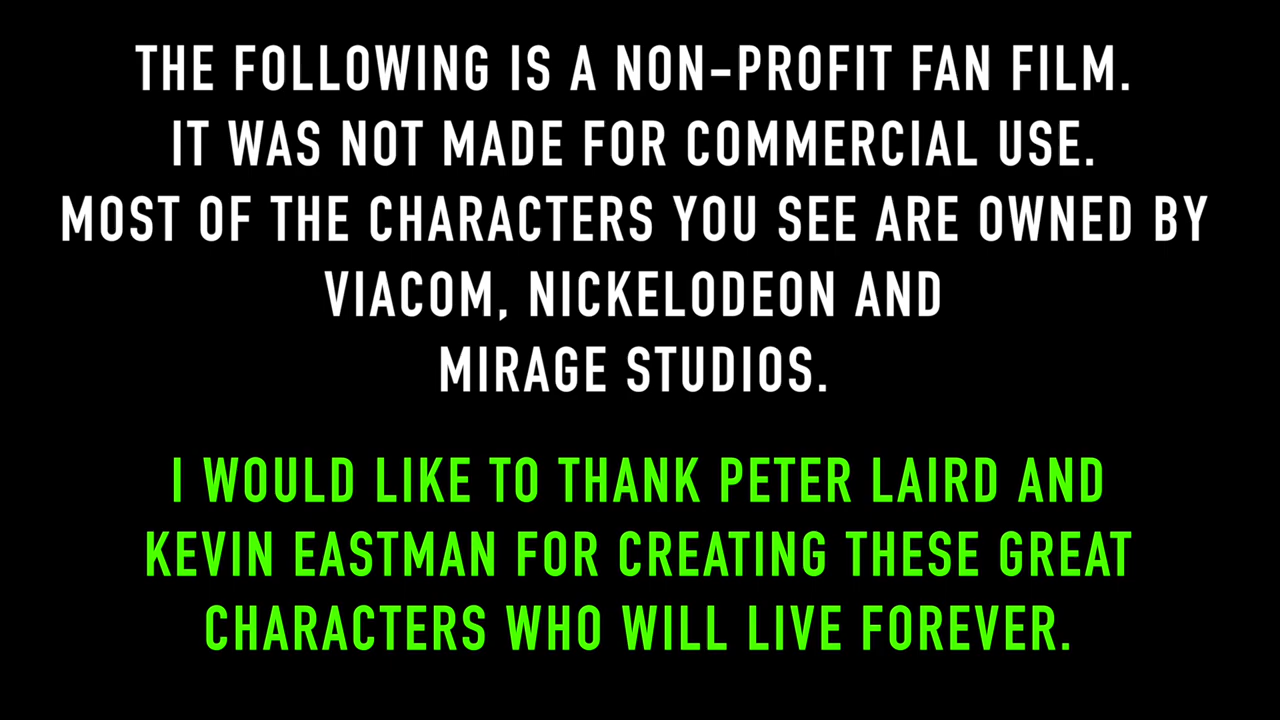 THE FOLLOWING IS A NON-PROFIT FAN FILM.
IT WAS NOT MADE FOR COMMERCIAL USE.
MOST OF THE CHARACTERS YOU SEE ARE OWNED BY
VIACOM, NICKELODEON AND
MIRAGE STUDIOS.
I WOULD LIKE TO THANK PETER LAIRD AND
KEVIN EASTMAN FOR CREATING THESE GREAT
CHARACTERS WHO WILL LIVE FOREVER.